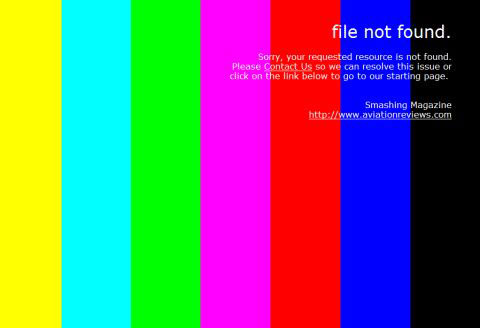 file not found.
Sorry, your requested resource is not found.
Please Contact Us so we can resolve this issue or
click on the link below to go to our starting page.
Smashing Magazine
http://www.aviationreviews.com